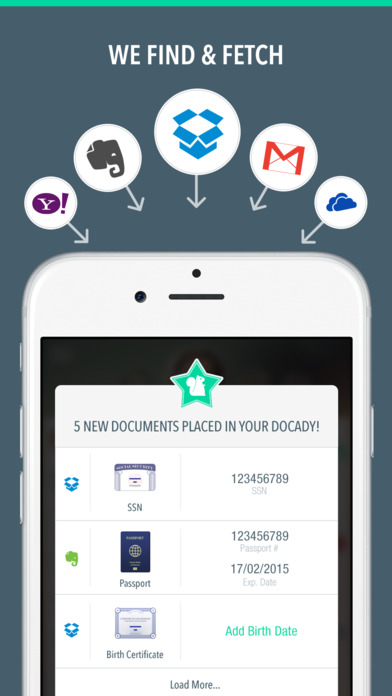 WE FIND & FETCH
Y!
5 NEW DOCUMENTS PLACED IN YOUR DOCADY!
SOCIAL SECURITY
SSN
123456789
SSN
PASSPORT
Passport
123456789
Passport #
17/02/2015
Exp. Date
Birth Certificate
Add Birth Date
Load More...